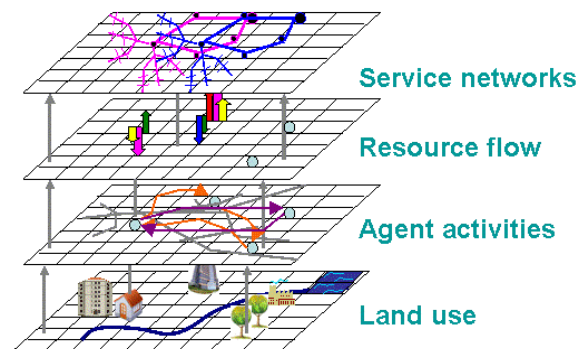 Service networks
Resource flow
Agent activities
Land use